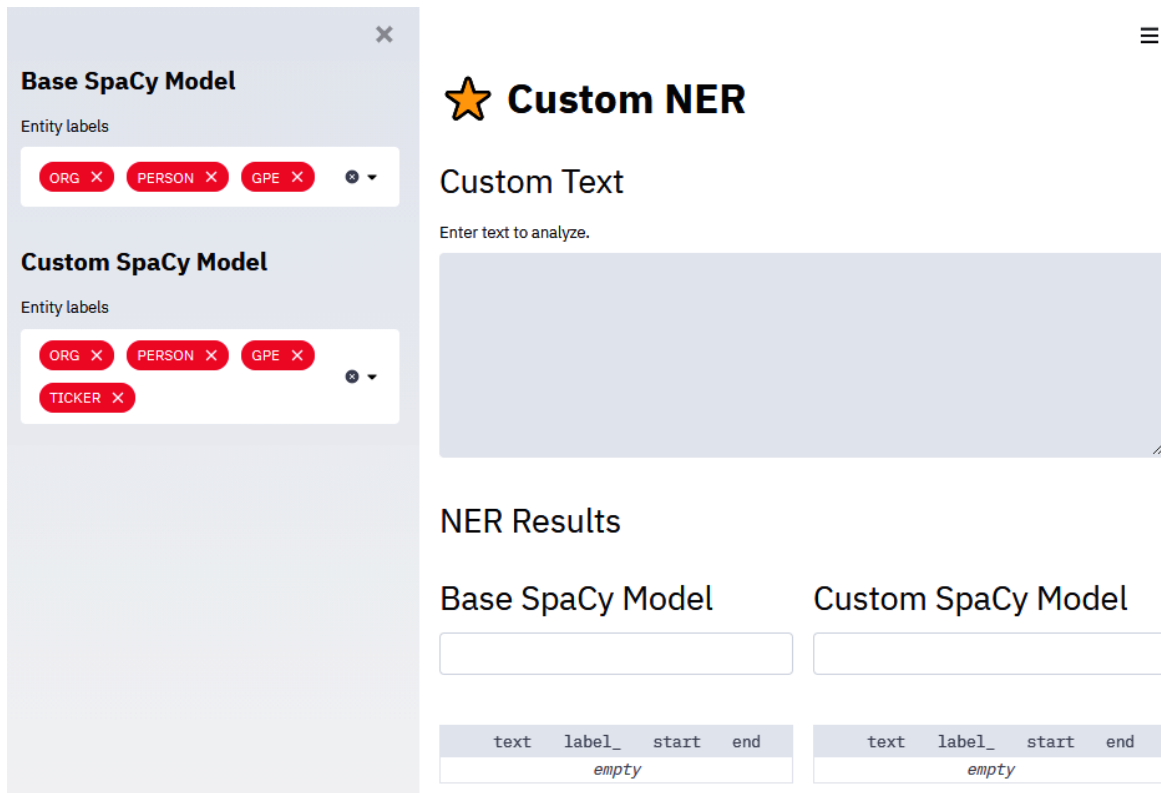 Base SpaCy Model
Entity labels
ORG PERSON GPE
Custom SpaCy Model
Entity labels
ORG PERSON GPE
TICKER
Custom NER
Custom Text
Enter text to analyze.
NER Results
Base SpaCy Model
text label_ start end
empty
Custom SpaCy Model
text label_ start end
empty